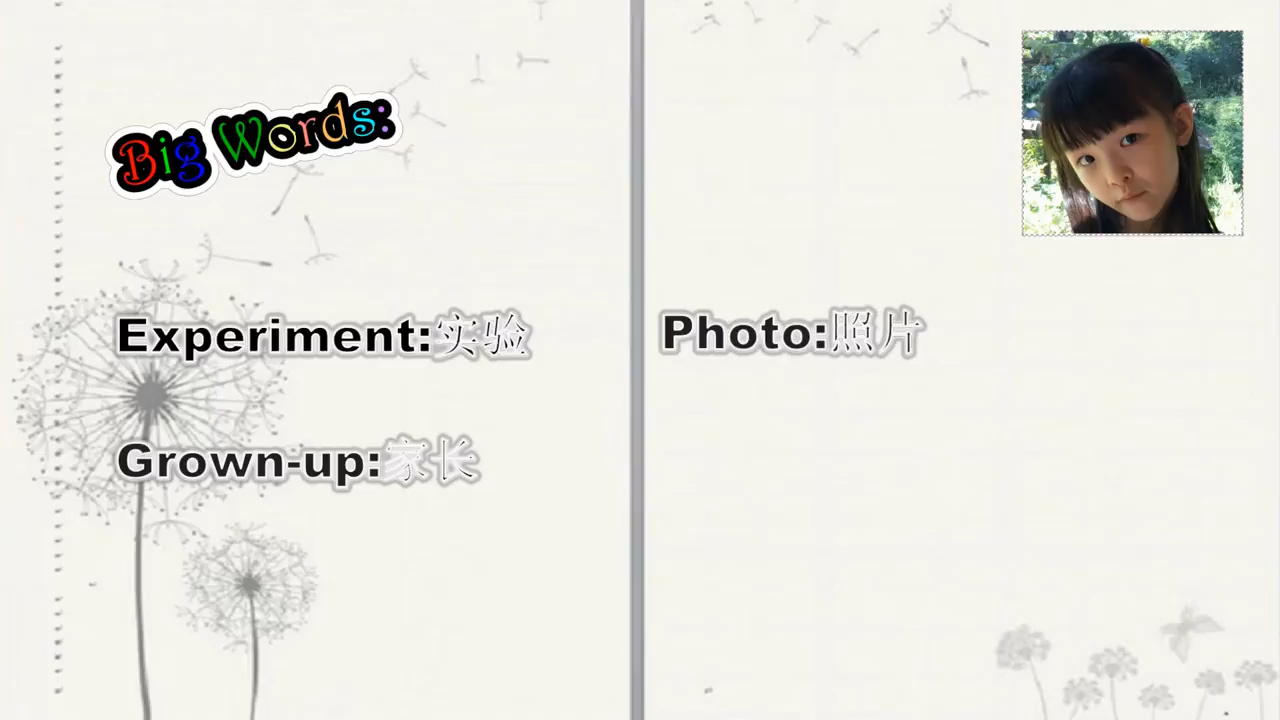 Big Words:
Experiment:实验
Grown-up:家长
Photo:照片